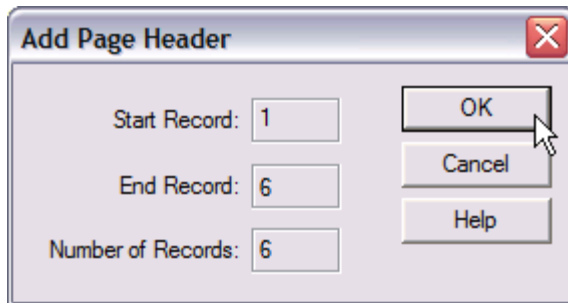 Add Page Header
Start Record: 1
OK
End Record: 6
Cancel
Number of Records: 6
Help